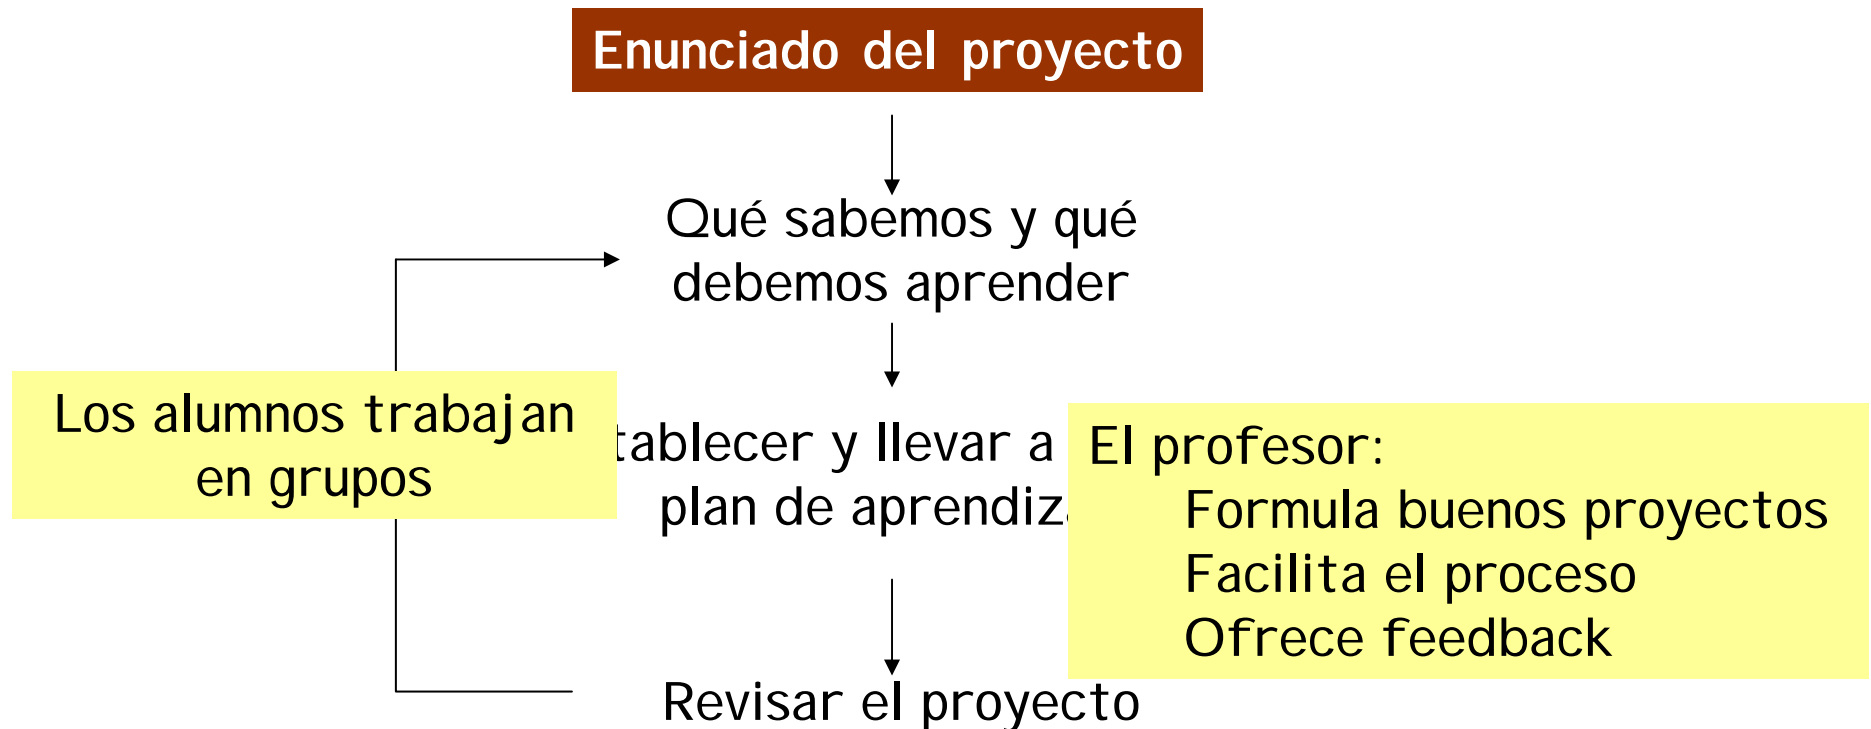 Enunciado del proyecto
Qué sabemos y qué
debemos aprender
Los alumnos trabajan
en grupos
tablecer y llevar a
plan de aprendiz
El profesor:
Formula buenos proyectos
Facilita el proceso
Ofrece feedback
Revisar el proyecto